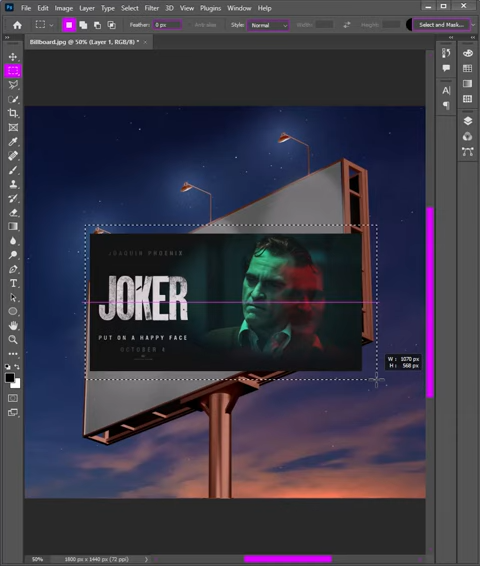 Ps File Edit Image Layer Type Select Filter 3D View Plugins Window Help
Feather: 0 px Anti-alias Style: Normal Width: Height: Select and Mask...
Billboard.jpg @ 50% (Layer 1, RGB/8) * ×
JOAQUIN PHOENIX
JOKER
PUT ON A HAPPY FACE
OCTOBER 4
W : 1070 px
H : 568 px
50% 1800 px x 1440 px (72 ppi)